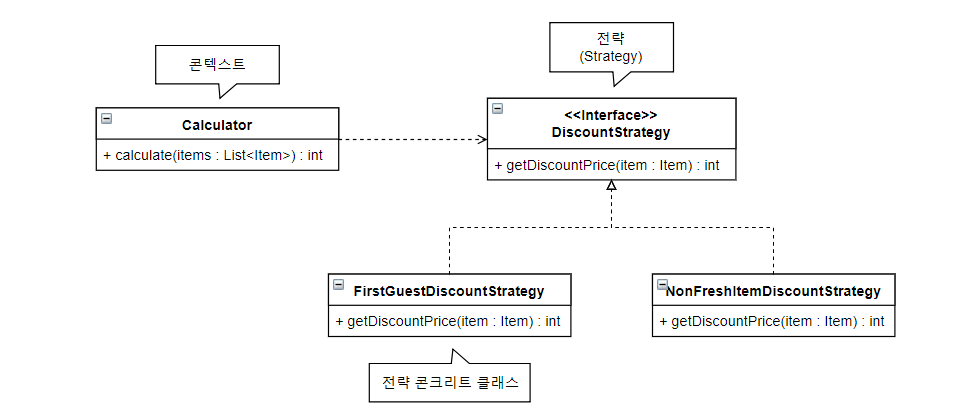 전략
(Strategy)
콘텍스트
Calculator
+ calculate(items : List<Item>) : int
<<Interface>>
DiscountStrategy
+ getDiscountPrice(item : Item) : int
FirstGuestDiscountStrategy
+ getDiscountPrice(item : Item) : int
NonFreshItemDiscountStrategy
+ getDiscountPrice(item : Item) : int
전략 콘크리트 클래스